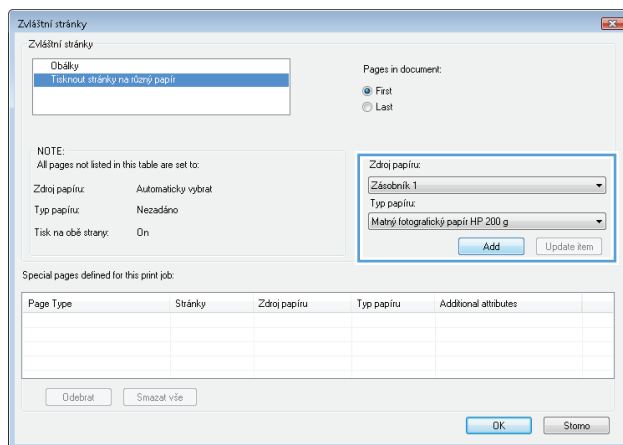 Zvláštní stránky
Zvláštní stránky
Obálky
Tisknout stránky na různý papír
Pages in document:
First
Last
NOTE:
All pages not listed in this table are set to:
Zdroj papíru: Automaticky vybrat
Typ papíru: Nezadáno
Tisk na obě strany: On
Zdroj papíru:
Zásobník 1
Typ papíru:
Matný fotografický papír HP 200 g
Add Update item
Special pages defined for this print job:
Page Type Stránky Zdroj papíru Typ papíru Additional attributes
Odebrat Smazat vše
OK Storno